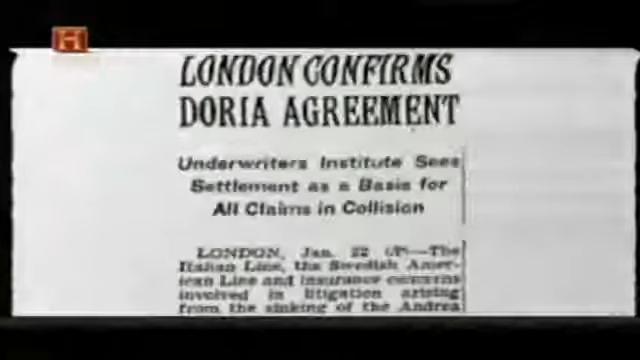 H
LONDON CONFIRMS
DORIA AGREEMENT
Underwriters Institute Sees
Settlement as a Basis for
All Claims in Collision
LONDON, Jan. 22 (AP)—The
Italian Line, the Swedish Amer-
ican Line and insurance concerns
involved in litigation arising
from the sinking of the Andrea